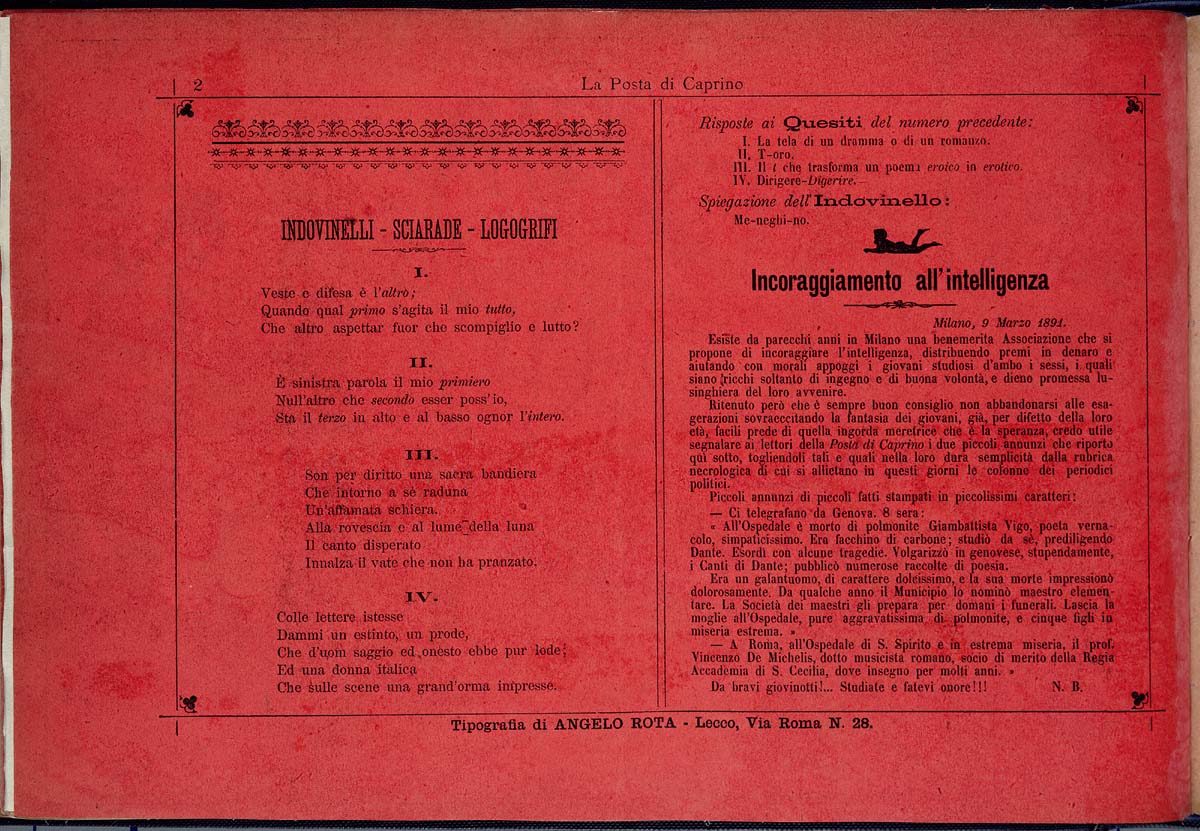 2
La Posta di Caprino
INDOVINELLI - SCIARADE - LOGOGRIFI
I.
Veste e difesa è l'altro;
Quando qual primo s'agita il mio tutto,
Che altro aspettar fuor che scompiglio e lutto?
II.
È sinistra parola il mio primiero
Null'altro che secondo esser poss'io,
Sta il terzo in alto e al basso ognor l'intero.
III.
Son per diritto una sacra bandiera
Che intorno a sè raduna
Un'affamata schiera.
Alla rovescia e al lume della luna
Il canto disperato
Innalza il vate che non ha pranzato.
IV.
Colle lettere istesse
Dammi un estinto, un prode,
Che d'uom saggio ed onesto ebbe pur lode;
Ed una donna italica
Che sulle scene una grand'orma impresse.
Risposte ai Quesiti del numero precedente:
I. La tela di un dramma o di un romanzo.
II. T-oro.
III. Il t che trasforma un poema eroico in erotico.
IV. Dirigere-Digerire.—
Spiegazione dell'Indovinello:
Me-neghi-no.
Incoraggiamento all'intelligenza
Milano, 9 Marzo 1891.
Esiste da parecchi anni in Milano una benemerita Associazione che si
propone di incoraggiare l'intelligenza, distribuendo premi in denaro e
aiutando con morali appoggi i giovani studiosi d'ambo i sessi, i quali
siano ricchi soltanto di ingegno e di buona volontà, e dieno promessa lu-
singhiera del loro avvenire.
Ritenuto però che è sempre buon consiglio non abbandonarsi alle esa-
gerazioni sovraeccitando la fantasia dei giovani, già, per difetto della loro
età, facili prede di quella ingorda meretrice che è la speranza, credo utile
segnalare ai lettori della Posta di Caprino i due piccoli annunzi che riporto
quì sotto, togliendoli tali e quali nella loro dura semplicità dalla rubrica
necrologica di cui si allietano in questi giorni le colonne dei periodici
politici.
Piccoli annunzi di piccoli fatti stampati in piccolissimi caratteri:
— Ci telegrafano da Genova. 8 sera:
« All'Ospedale è morto di polmonite Giambattista Vigo, poeta verna-
colo, simpaticissimo. Era facchino di carbone; studiò da sè, prediligendo
Dante. Esordì con alcune tragedie. Volgarizzò in genovese, stupendamente,
i Canti di Dante; pubblicò numerose raccolte di poesia.
Era un galantuomo, di carattere dolcissimo, e la sua morte impressionò
dolorosamente. Da qualche anno il Municipio lo nominò maestro elemen-
tare. La Società dei maestri gli prepara per domani i funerali. Lascia la
moglie all'Ospedale, pure aggravatissima di polmonite, e cinque figli in
miseria estrema. »
— A Roma, all'Ospedale di S. Spirito e in estrema miseria, il prof.
Vincenzo De Michelis, dotto musicista romano, socio di merito della Regia
Accademia di S. Cecilia, dove insegnò per molti anni. »
Da bravi giovinotti!... Studiate e fatevi onore!!! N. B.
Tipografia di ANGELO ROTA - Lecco, Via Roma N. 28.